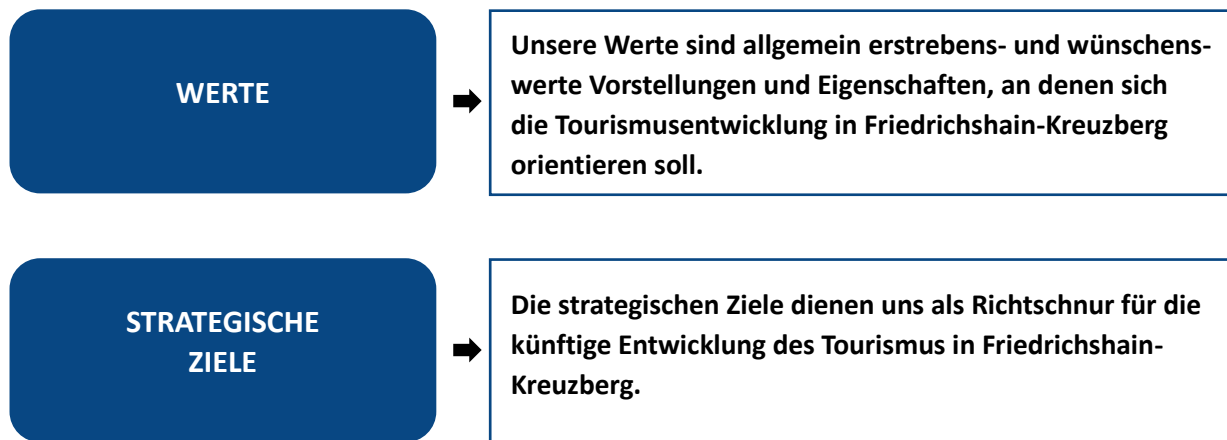 WERTE
Unsere Werte sind allgemein erstrebens- und wünschens-
werte Vorstellungen und Eigenschaften, an denen sich
die Tourismusentwicklung in Friedrichshain-Kreuzberg
orientieren soll.
STRATEGISCHE
ZIELE
Die strategischen Ziele dienen uns als Richtschnur für die
künftige Entwicklung des Tourismus in Friedrichshain-
Kreuzberg.